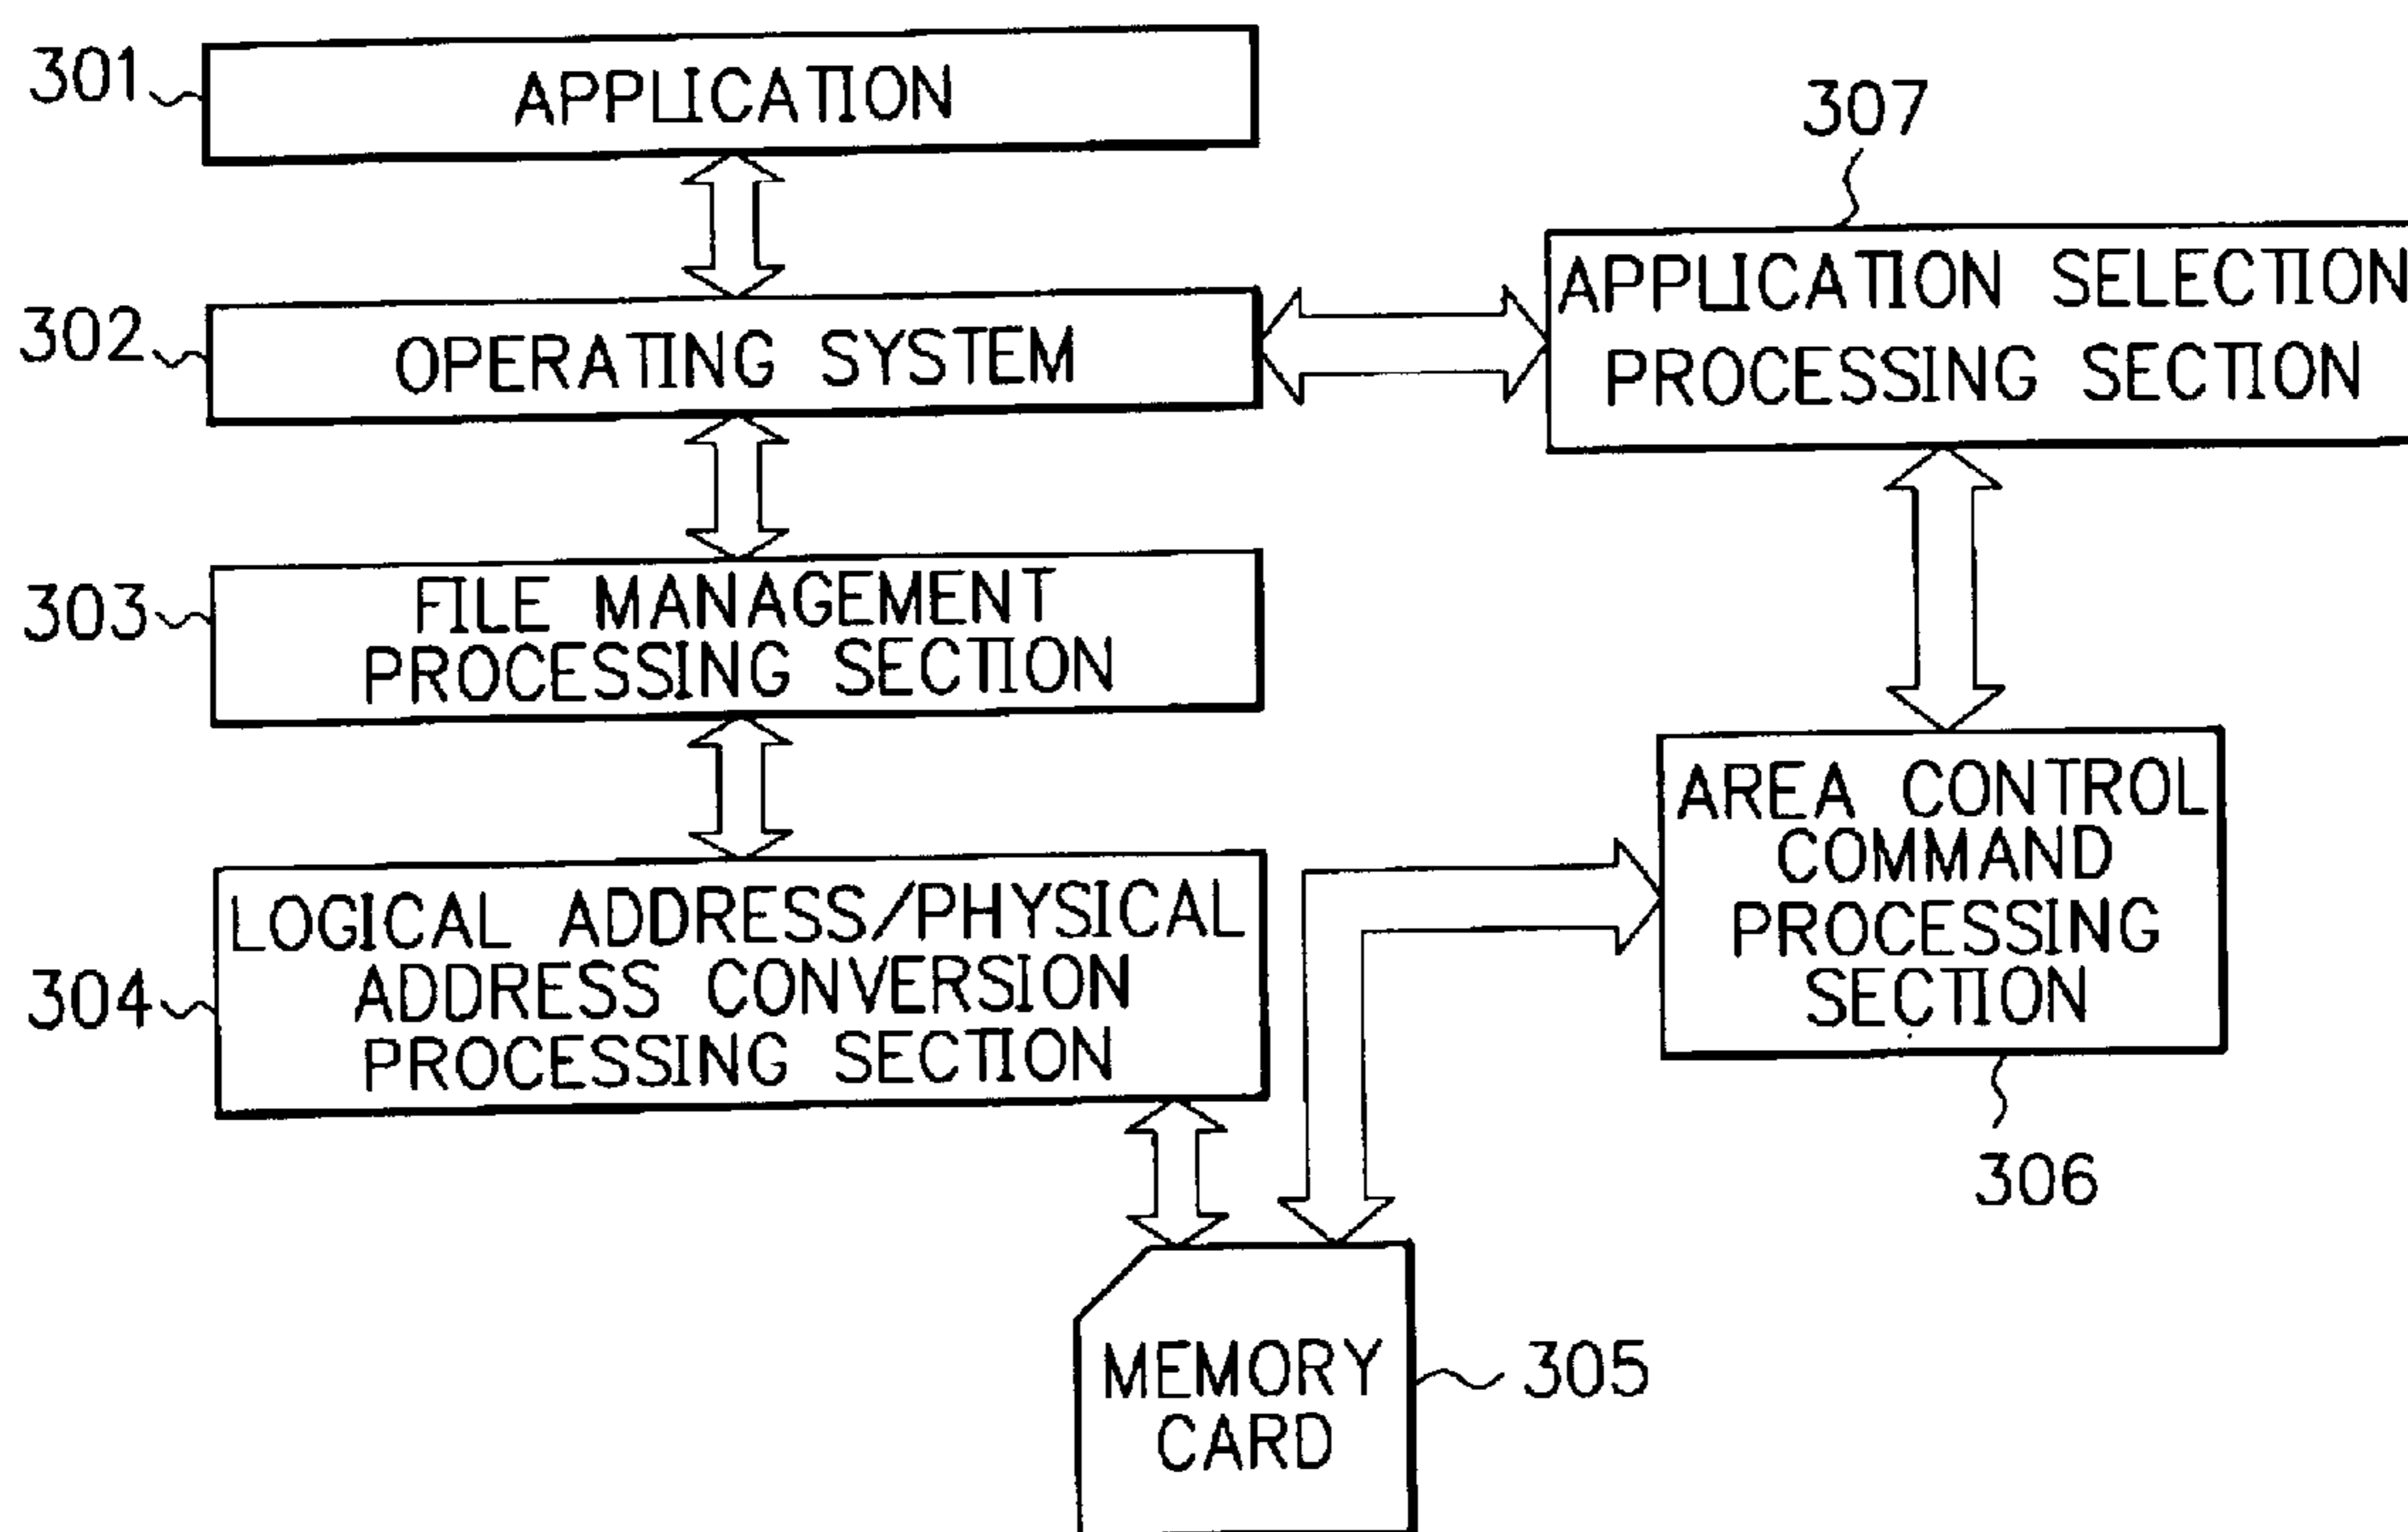 301
APPLICATION
307
302
OPERATING SYSTEM
APPLICATION SELECTION
PROCESSING SECTION
303
FILE MANAGEMENT
PROCESSING SECTION
304
LOGICAL ADDRESS/PHYSICAL
ADDRESS CONVERSION
PROCESSING SECTION
AREA CONTROL
COMMAND
PROCESSING
SECTION
306
MEMORY
CARD
305